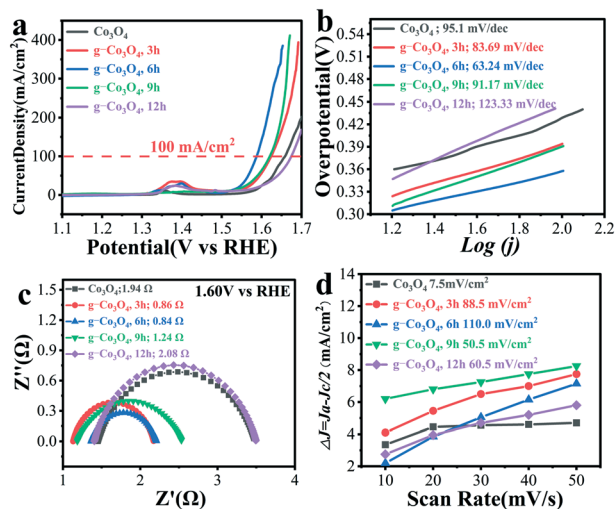 a
CurrentDensity(mA/cm²)
400
300
200
100
0
Co₃O₄
g−Co₃O₄, 3h
g−Co₃O₄, 6h
g−Co₃O₄, 9h
g−Co₃O₄, 12h
100 mA/cm²
1.1 1.2 1.3 1.4 1.5 1.6 1.7
Potential(V vs RHE)
b
Overpotential(V)
0.54
0.48
0.45
0.39
0.36
0.30
Co₃O₄ ; 95.1 mV/dec
g−Co₃O₄, 3h; 83.69 mV/dec
g−Co₃O₄, 6h; 63.24 mV/dec
g−Co₃O₄, 9h; 91.17 mV/dec
g−Co₃O₄, 12h; 123.33 mV/dec
1.2 1.4 1.6 1.8 2.0 2.2
Log (j)
c
Z''(Ω)
1.5
1.2
0.9
0.6
0.3
0.0
1.60V vs RHE
Co₃O₄;1.94 Ω
g−Co₃O₄, 3h; 0.86 Ω
g−Co₃O₄, 6h; 0.84 Ω
g−Co₃O₄, 9h; 1.24 Ω
g−Co₃O₄, 12h; 2.08 Ω
1 2 3 4
Z'(Ω)
d
ΔJ=Ja-Jc/2 (mA/cm²)
14
12
10
8
6
4
2
Co₃O₄ 7.5mV/cm²
g−Co₃O₄, 3h 88.5 mV/cm²
g−Co₃O₄, 6h 110.0 mV/cm²
g−Co₃O₄, 9h 50.5 mV/cm²
g−Co₃O₄, 12h 60.5 mV/cm²
10 20 30 40 50
Scan Rate(mV/s)